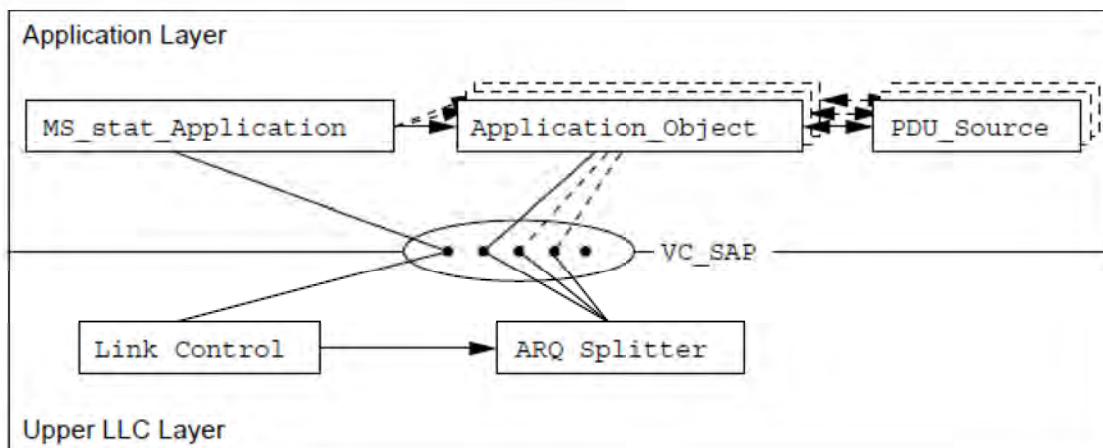 Application Layer
MS_stat_Application
Application_Object
PDU_Source
VC_SAP
Link Control
ARQ Splitter
Upper LLC Layer